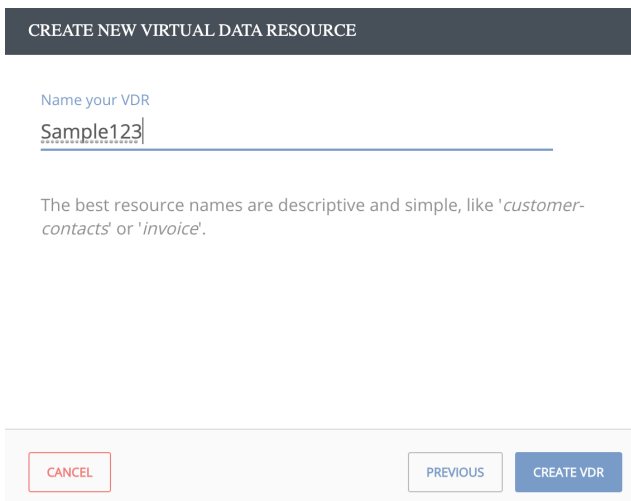 CREATE NEW VIRTUAL DATA RESOURCE
Name your VDR
Sample123
The best resource names are descriptive and simple, like 'customer-
contacts' or 'invoice'.
CANCEL
PREVIOUS
CREATE VDR